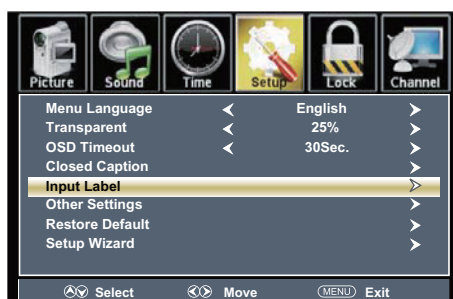 Picture Sound Time Setup Lock Channel
Menu Language English
Transparent 25%
OSD Timeout 30Sec.
Closed Caption
Input Label
Other Settings
Restore Default
Setup Wizard
Select Move MENU Exit